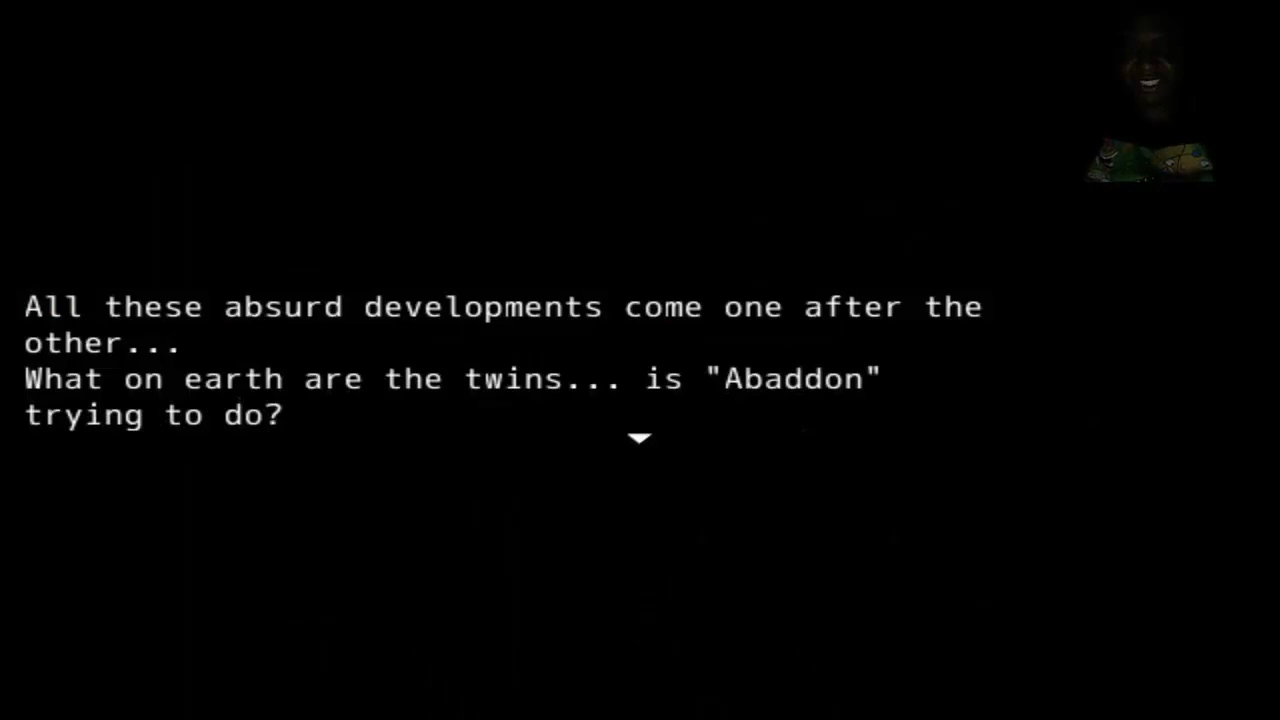 All these absurd developments come one after the
other...
What on earth are the twins... is "Abaddon"
trying to do?